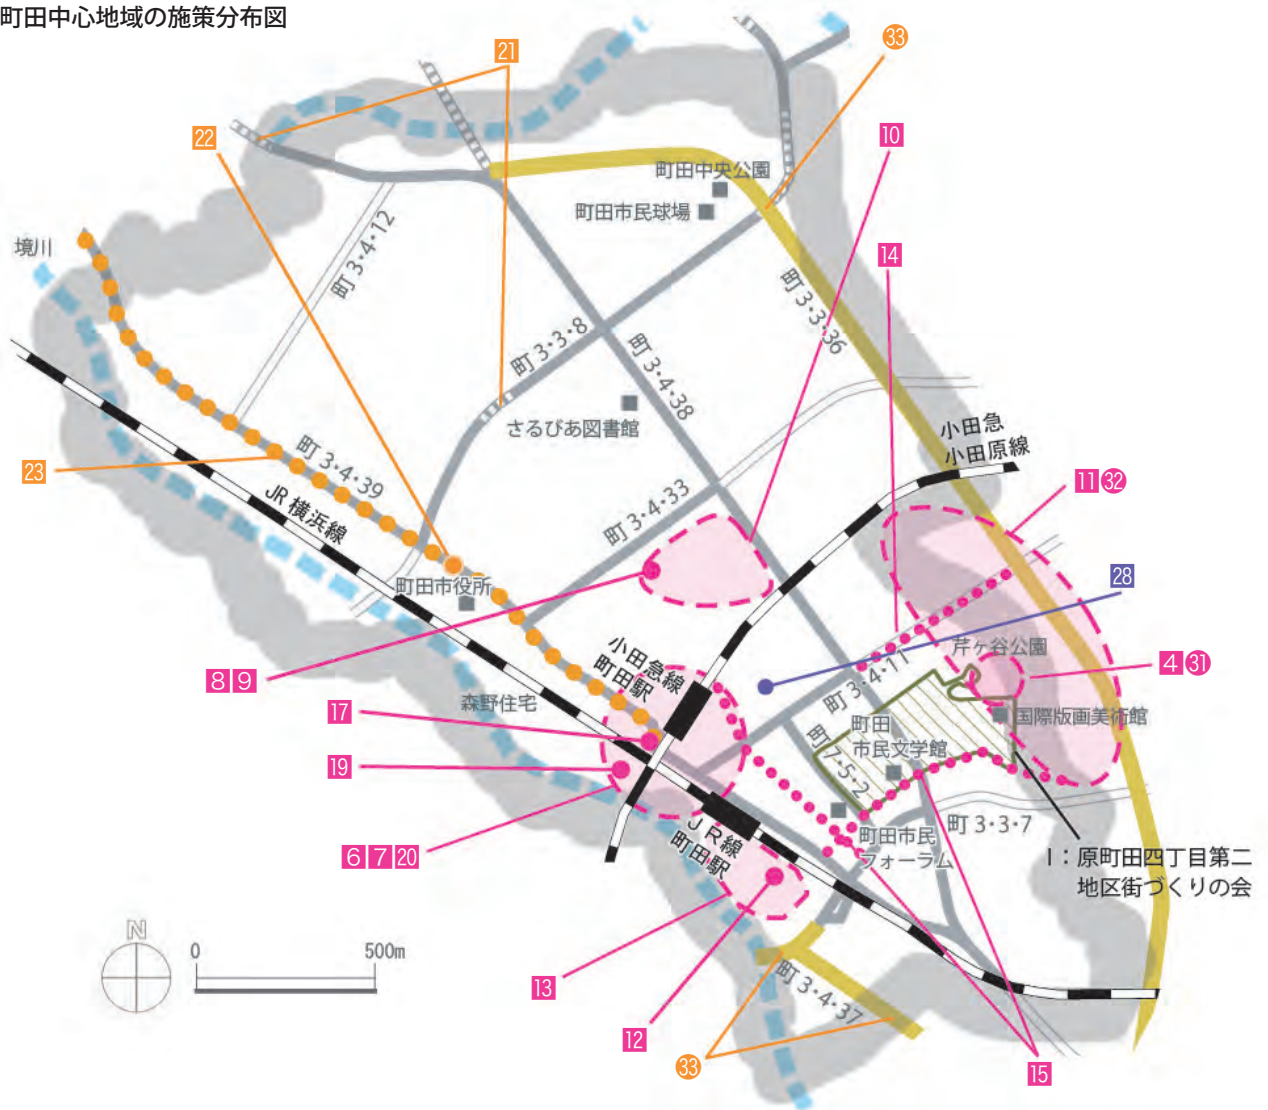 町田中心地域の施策分布図
21
33
22
10
町田中央公園
町田市民球場
境川
町3・4・12
14
町3・3・36
町3・3・8
町3・4・38
さるびあ図書館
小田急
小田原線
23
町3・4・39
JR横浜線
町3・4・33
11 32
28
町田市役所
小田急線
町田駅
芹ヶ谷公園
町3・4・11
4 31
8 9
森野住宅
17
国際版画美術館
町田
市民文学館
町7・5・2
19
6 7 20
JR線
町田駅
町田市民
フォーラム
町3・3・7
I：原町田四丁目第二
地区街づくりの会
N
0 500m
13
町3・4・37
12
33
15